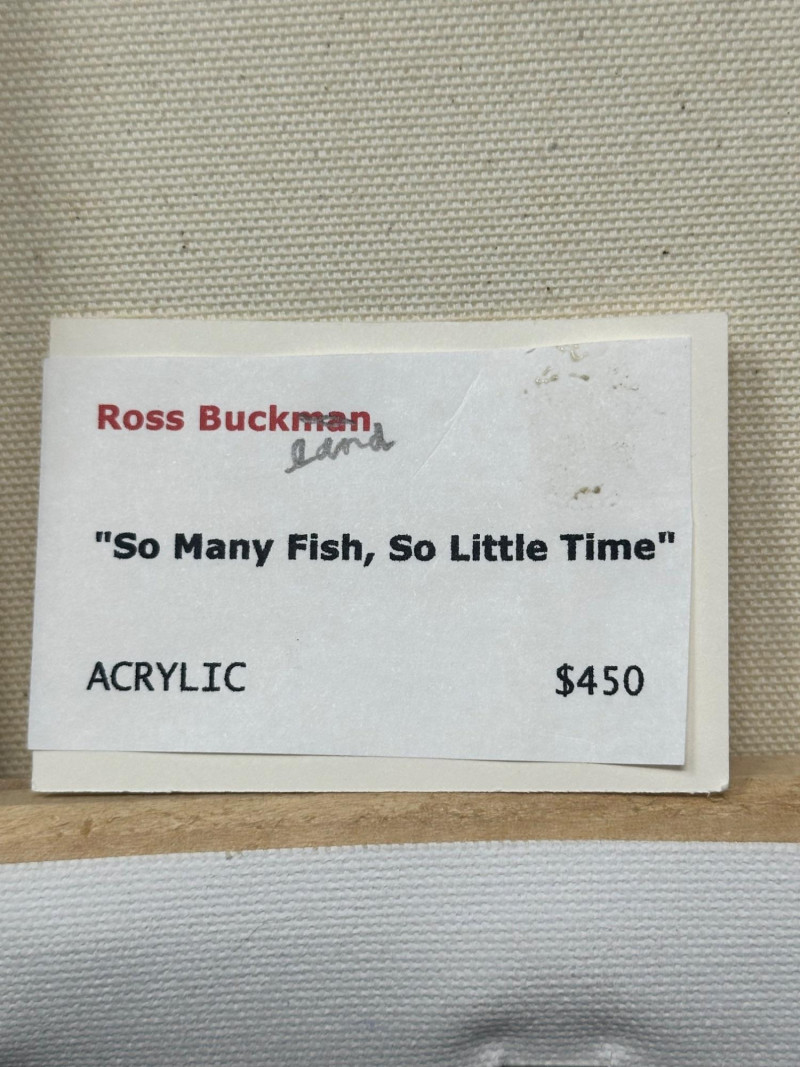 Ross Buckman
land
"So Many Fish, So Little Time"
ACRYLIC $450